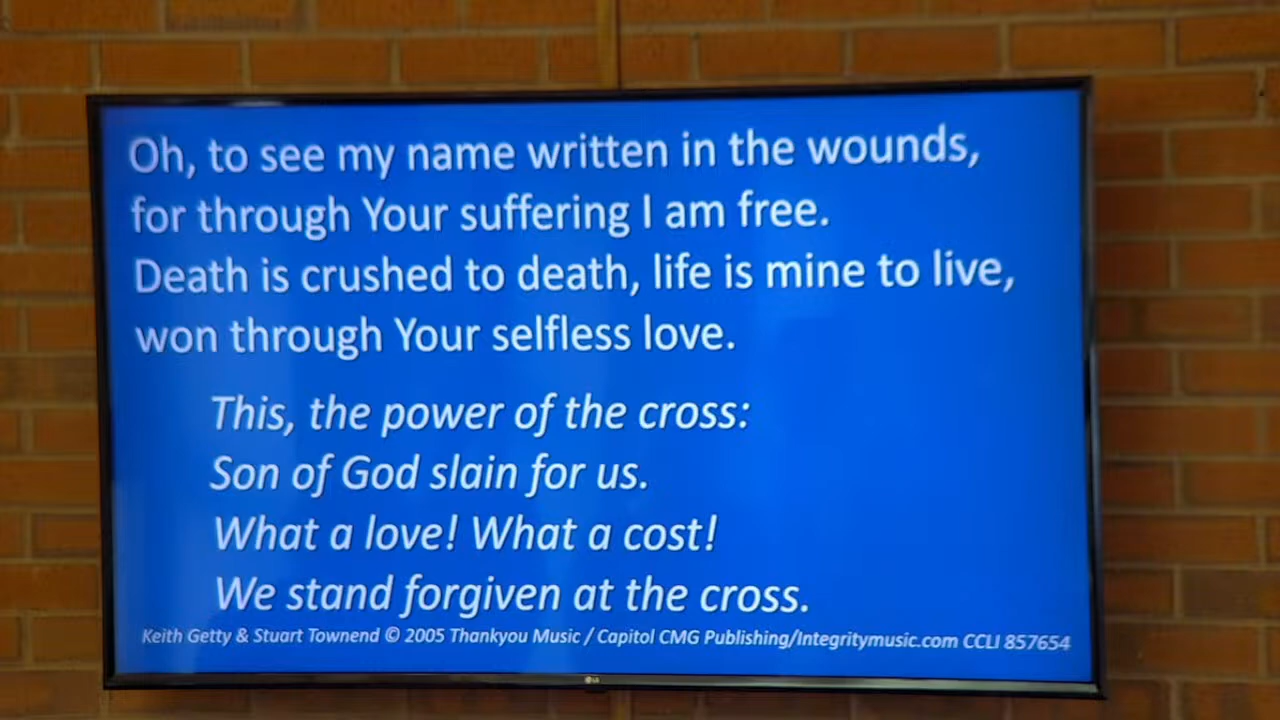 Oh, to see my name written in the wounds,
for through Your suffering I am free.
Death is crushed to death, life is mine to live,
won through Your selfless love.
This, the power of the cross:
Son of God slain for us.
What a love! What a cost!
We stand forgiven at the cross.
Keith Getty & Stuart Townend © 2005 Thankyou Music / Capitol CMG Publishing/Integritymusic.com CCLI 857654
LG